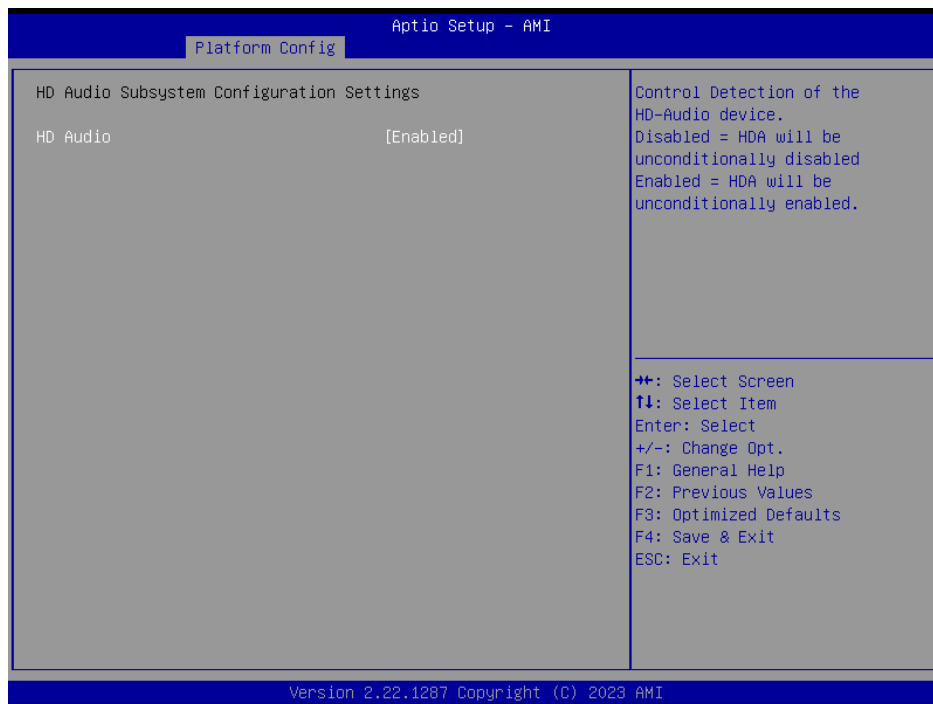 Aptio Setup – AMI
Platform Config
HD Audio Subsystem Configuration Settings
HD Audio [Enabled]
Control Detection of the
HD-Audio device.
Disabled = HDA will be
unconditionally disabled
Enabled = HDA will be
unconditionally enabled.
→←: Select Screen
↑↓: Select Item
Enter: Select
+/-: Change Opt.
F1: General Help
F2: Previous Values
F3: Optimized Defaults
F4: Save & Exit
ESC: Exit
Version 2.22.1287 Copyright (C) 2023 AMI